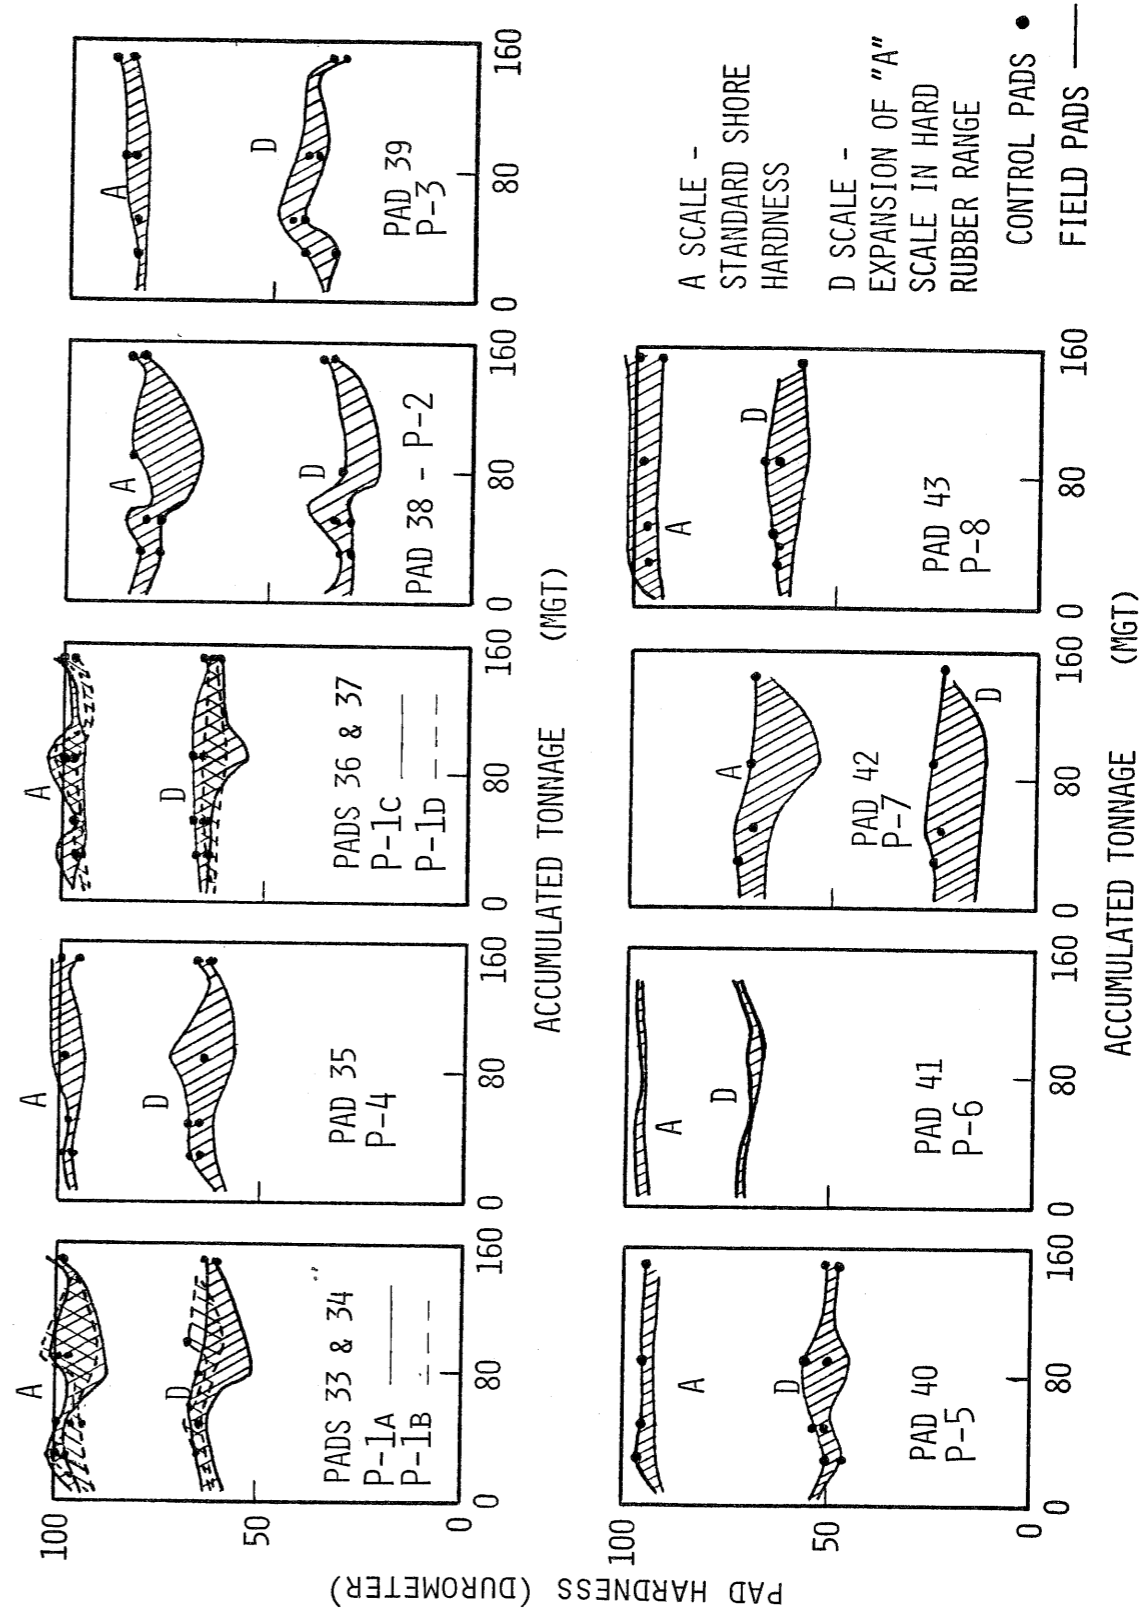 PAD HARDNESS (DUROMETER)
100
50
0
A
D
PADS 33 & 34
P-1A
P-1B
0
80
160
A
D
PAD 35
P-4
0
80
160
A
D
PADS 36 & 37
P-1C
P-1D
0
80
160
A
D
PAD 38 - P-2
0
80
160
A
D
PAD 39
P-3
0
80
160
ACCUMULATED TONNAGE (MGT)
100
50
0
A
D
PAD 40
P-5
0
80
160
A
D
PAD 41
P-6
0
80
160
A
D
PAD 42
P-7
0
80
160
A
D
PAD 43
P-8
0
80
160
ACCUMULATED TONNAGE (MGT)
A SCALE -
STANDARD SHORE
HARDNESS
D SCALE -
EXPANSION OF "A"
SCALE IN HARD
RUBBER RANGE
CONTROL PADS
FIELD PADS